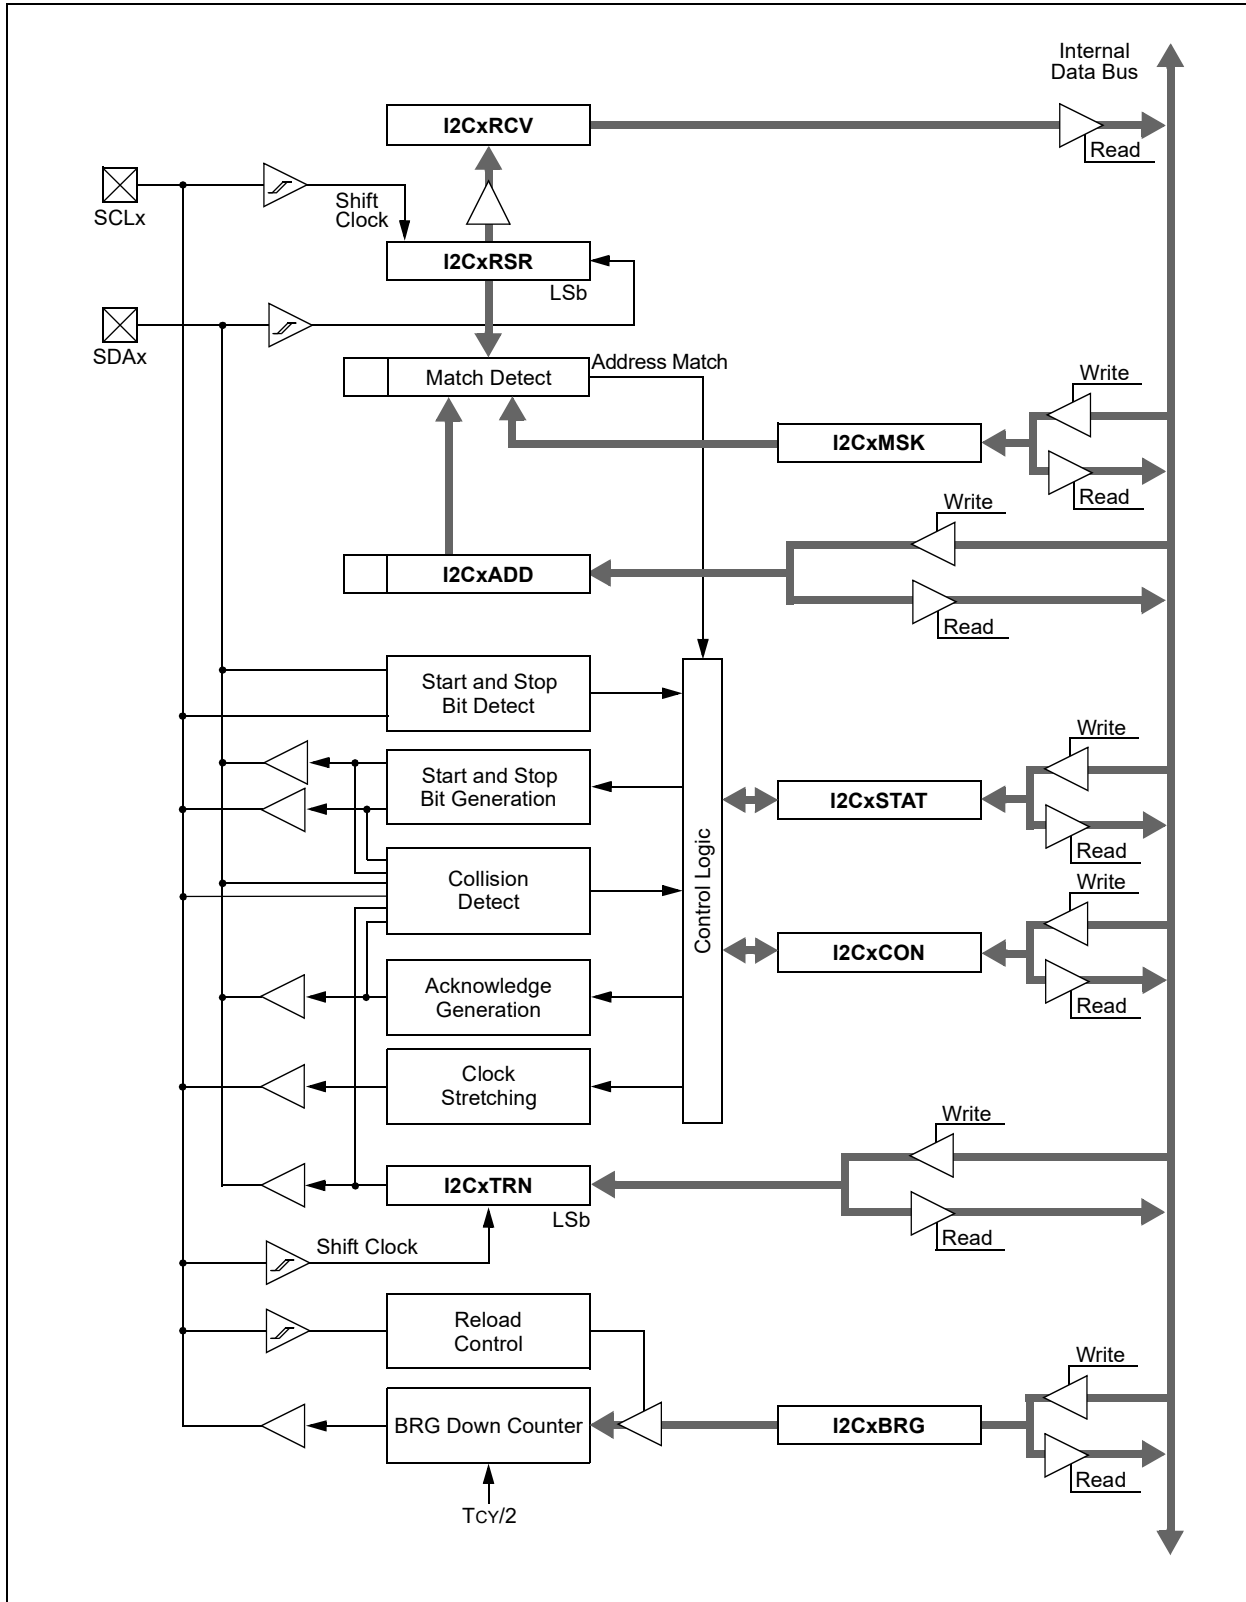 Internal
Data Bus
I2CxRCV
Read
SCLx
Shift
Clock
I2CxRSR
LSb
SDAx
Match Detect
Address Match
Write
I2CxMSK
Read
Write
I2CxADD
Read
Start and Stop
Bit Detect
Write
Start and Stop
Bit Generation
I2CxSTAT
Read
Control Logic
Collision
Detect
Write
I2CxCON
Read
Acknowledge
Generation
Clock
Stretching
Write
I2CxTRN
LSb
Read
Shift Clock
Reload
Control
Write
BRG Down Counter
I2CxBRG
Read
TCY/2